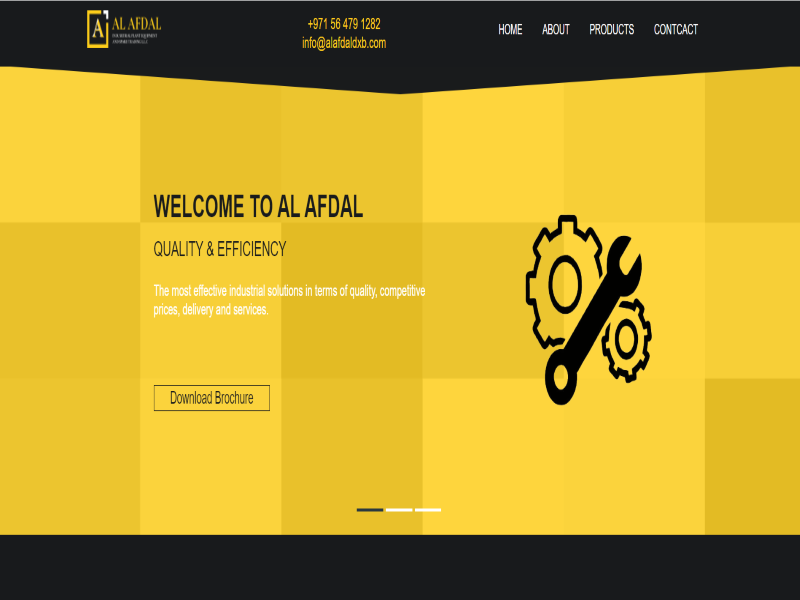 AL AFDAL
+971 56 479 1282
info@alafdaldxb.com
HOME
ABOUT
PRODUCTS
CONTCACT
WELCOME TO AL AFDAL
QUALITY & EFFICIENCY
The most effective industrial solutions in terms of quality, competitive
prices, delivery and services.
Download Brochure